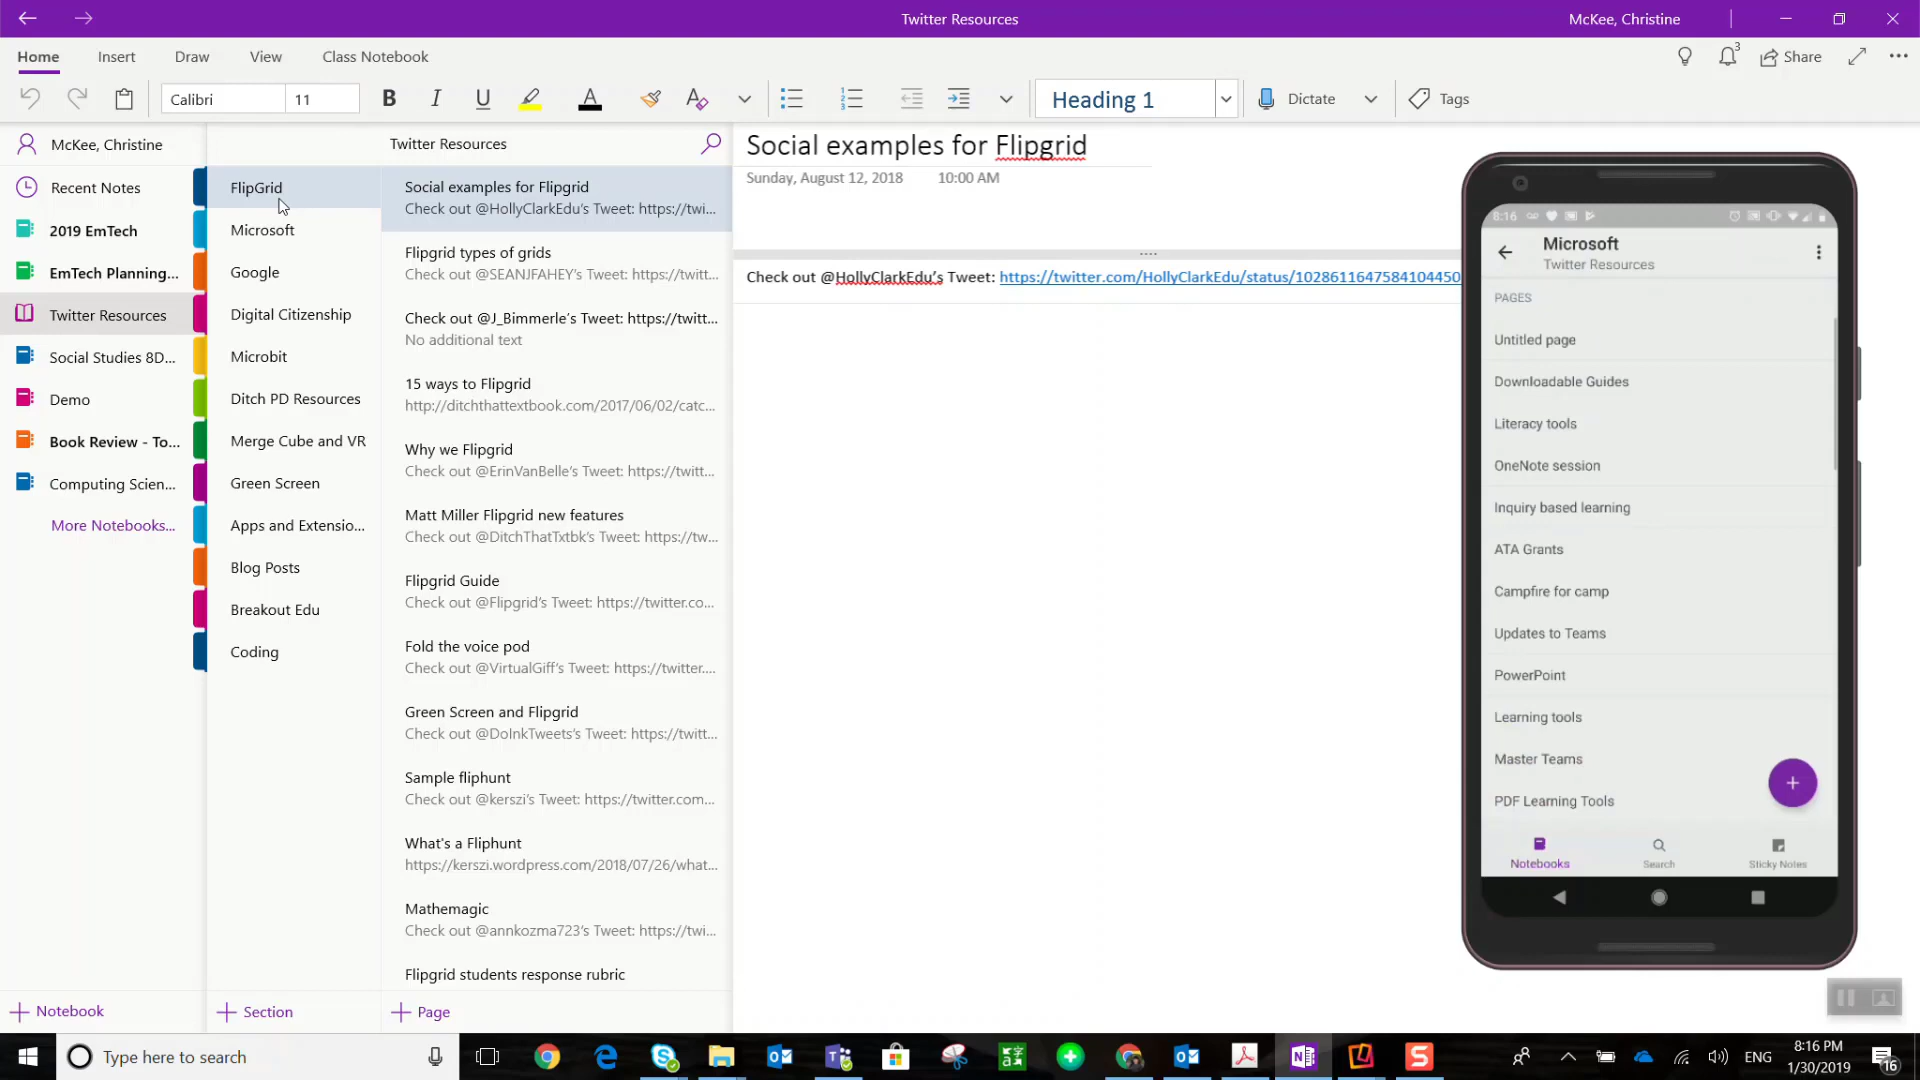 Twitter Resources
McKee, Christine
Home
Insert
Draw
View
Class Notebook
3
Share
Calibri
11
B
I
U
A
Heading 1
Dictate
Tags
McKee, Christine
Recent Notes
2019 EmTech
EmTech Planning...
Twitter Resources
Social Studies 8D...
Demo
Book Review - To...
Computing Scien...
More Notebooks...
Notebook
Twitter Resources
FlipGrid
Microsoft
Google
Digital Citizenship
Microbit
Ditch PD Resources
Merge Cube and VR
Green Screen
Apps and Extensio...
Blog Posts
Breakout Edu
Coding
Section
Social examples for Flipgrid
Check out @HollyClarkEdu's Tweet: https://twi...
Flipgrid types of grids
Check out @SEANJFAHEY's Tweet: https://twitt...
Check out @J_Bimmerle's Tweet: https://twitt...
No additional text
15 ways to Flipgrid
http://ditchthattextbook.com/2017/06/02/catc...
Why we Flipgrid
Check out @ErinVanBelle's Tweet: https://twitt...
Matt Miller Flipgrid new features
Check out @DitchThatTxtbk's Tweet: https://tw...
Flipgrid Guide
Check out @Flipgrid's Tweet: https://twitter.co...
Fold the voice pod
Check out @VirtualGiff's Tweet: https://twitter....
Green Screen and Flipgrid
Check out @DoInkTweets's Tweet: https://twitt...
Sample fliphunt
Check out @kerszi's Tweet: https://twitter.com...
What's a Fliphunt
https://kerszi.wordpress.com/2018/07/26/what...
Mathemagic
Check out @annkozma723's Tweet: https://twi...
Flipgrid students response rubric
Page
Social examples for Flipgrid
Sunday, August 12, 2018 10:00 AM
Check out @HollyClarkEdu's Tweet: https://twitter.com/HollyClarkEdu/status/1028611647584104450
8:16
Microsoft
Twitter Resources
PAGES
Untitled page
Downloadable Guides
Literacy tools
OneNote session
Inquiry based learning
ATA Grants
Campfire for camp
Updates to Teams
PowerPoint
Learning tools
Master Teams
PDF Learning Tools
Notebooks
Search
Sticky Notes
Type here to search
ENG
8:16 PM
1/30/2019
16